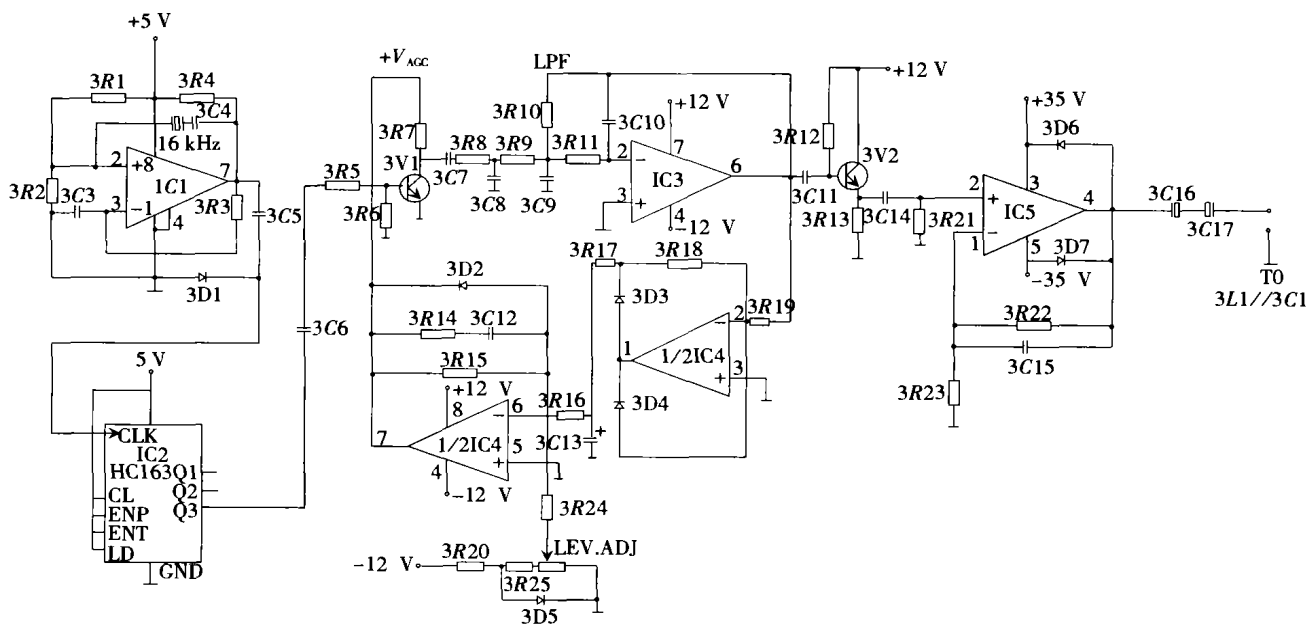 +5 V
3R1
3R4
3C4
16 kHz
2
+8
7
1C1
3R2
3C3
3
-1
4
3R3
3C5
3D1
5 V
CLK
IC2
HC163
Q1
CL
Q2
ENP
Q3
ENT
LD
GND
3C6
3R5
3R6
+V AGC
3R7
3V1
3C7
3R8
3C8
3R9
3C9
LPF
3R10
3R11
3C10
+12 V
2
-
7
6
IC3
3
+
4
-12 V
3R12
+12 V
3V2
3C11
3R13
3C14
3R21
+35 V
3D6
2
+
3
IC5
4
-
1
5
3D7
-35 V
3R22
3C15
3R23
3C16
3C17
TO
3L1//3C1
3R17
3R18
3D3
3R19
2
-
1
1/2IC4
3
+
3D4
3D2
3R14
3C12
3R15
+12 V
8
6
-
7
1/2IC4
5
+
4
-12 V
3R16
3C13
+
3R24
LEV.ADJ
-12 V
3R20
3R25
3D5